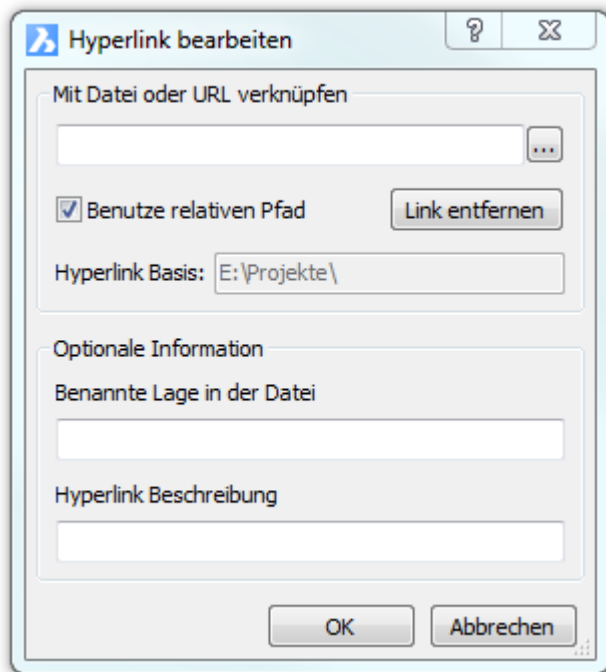 Hyperlink bearbeiten
Mit Datei oder URL verknüpfen
...
Benutze relativen Pfad
Link entfernen
Hyperlink Basis: E:\Projekte\
Optionale Information
Benannte Lage in der Datei
Hyperlink Beschreibung
OK
Abbrechen